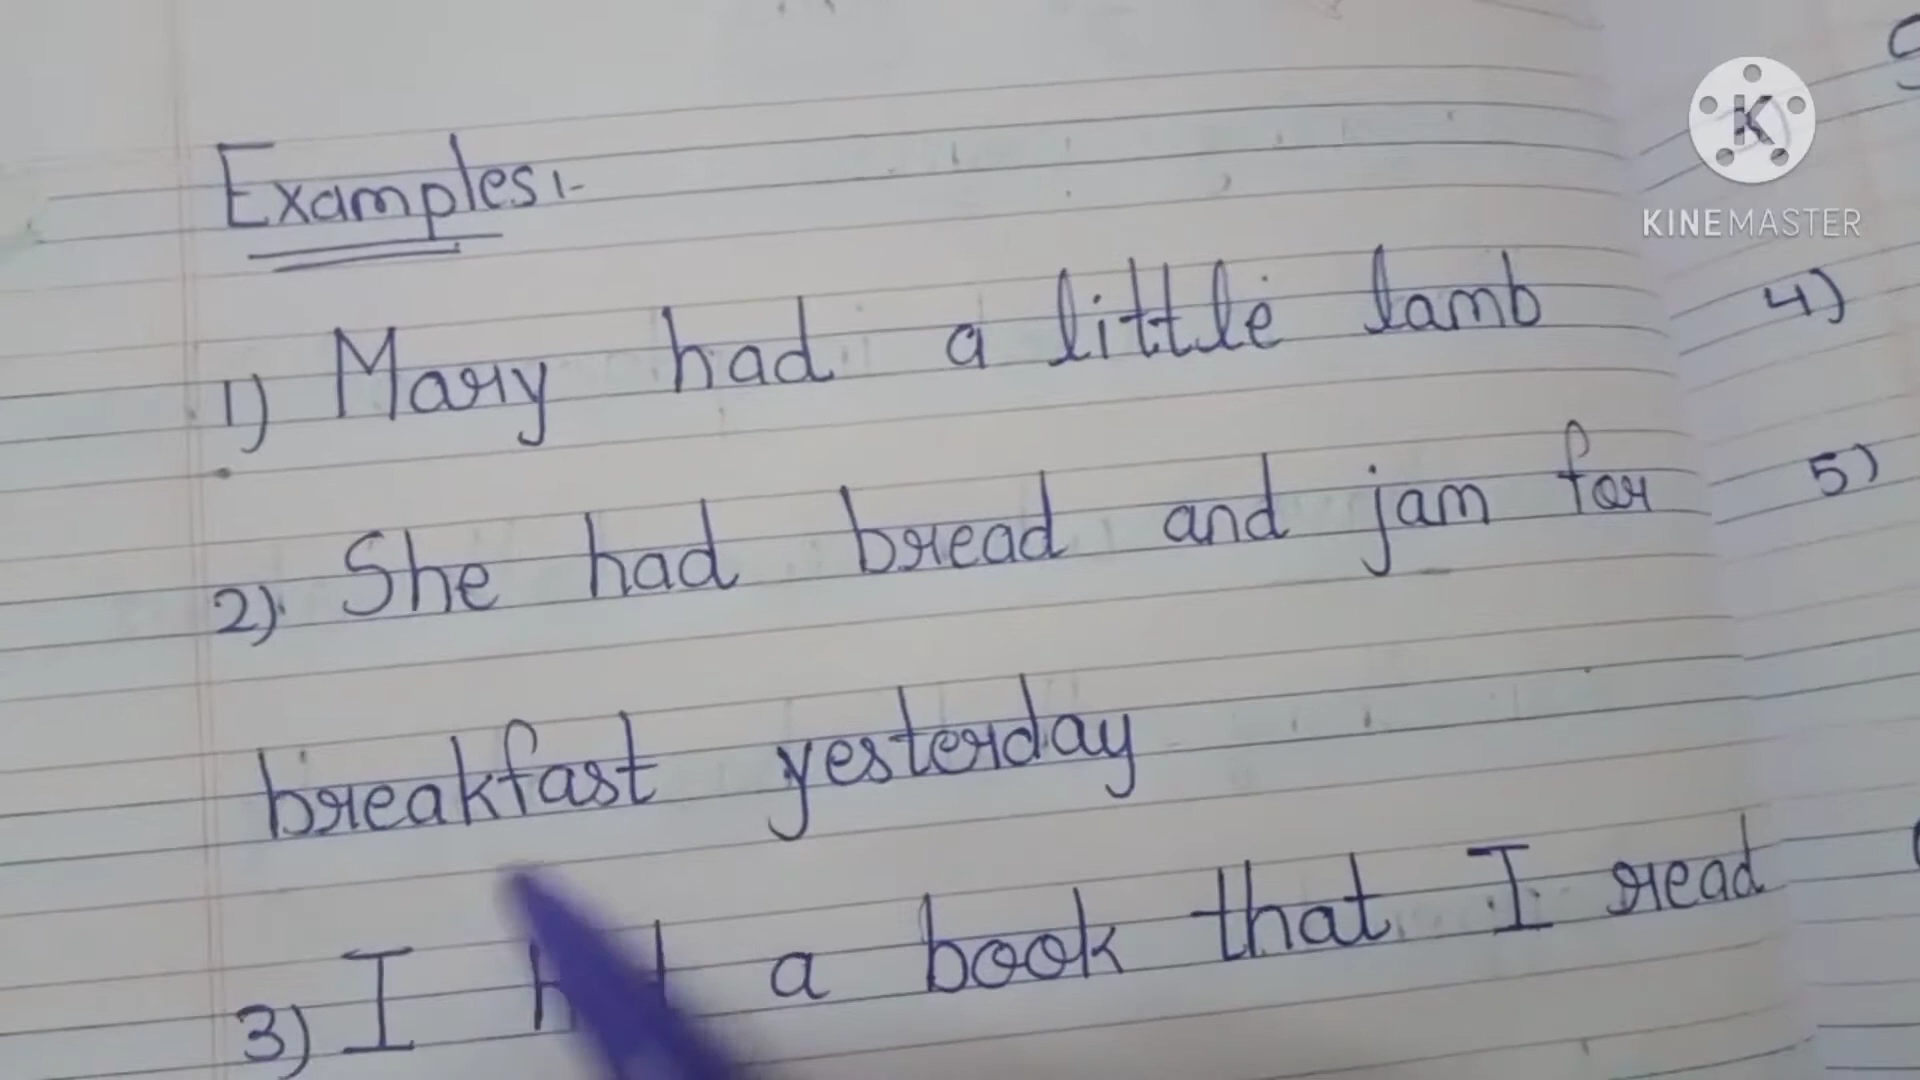 Examples:-
1) Mary had a little lamb
2) She had bread and jam for
breakfast yesterday
3) I had a book that I read
4)
5)
K
KINEMASTER